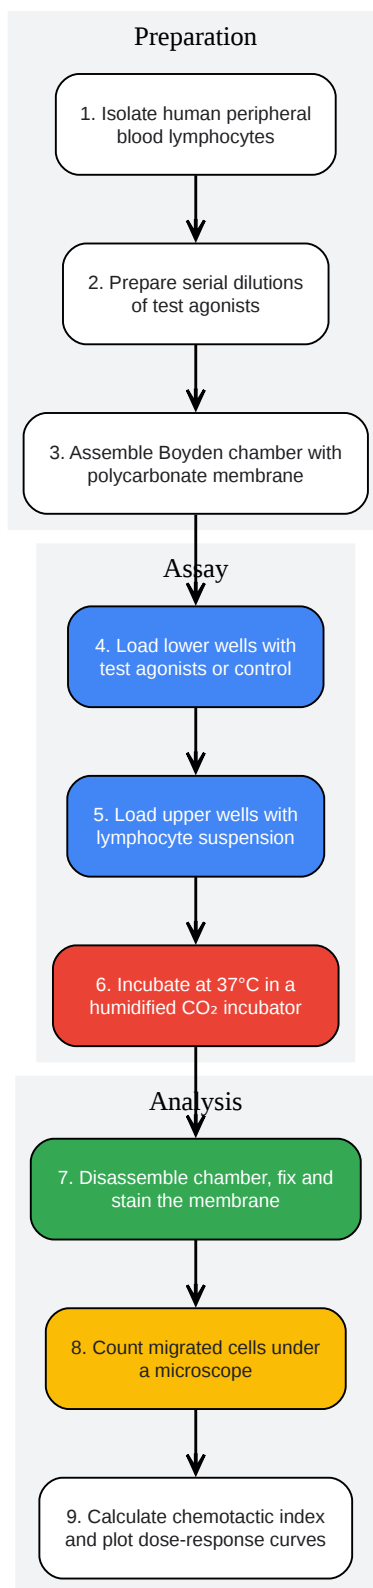 Preparation
1. Isolate human peripheral
blood lymphocytes
2. Prepare serial dilutions
of test agonists
3. Assemble Boyden chamber with
polycarbonate membrane
Assay
4. Load lower wells with
test agonists or control
5. Load upper wells with
lymphocyte suspension
6. Incubate at 37°C in a
humidified CO₂ incubator
Analysis
7. Disassemble chamber, fix and
stain the membrane
8. Count migrated cells under
a microscope
9. Calculate chemotactic index
and plot dose-response curves